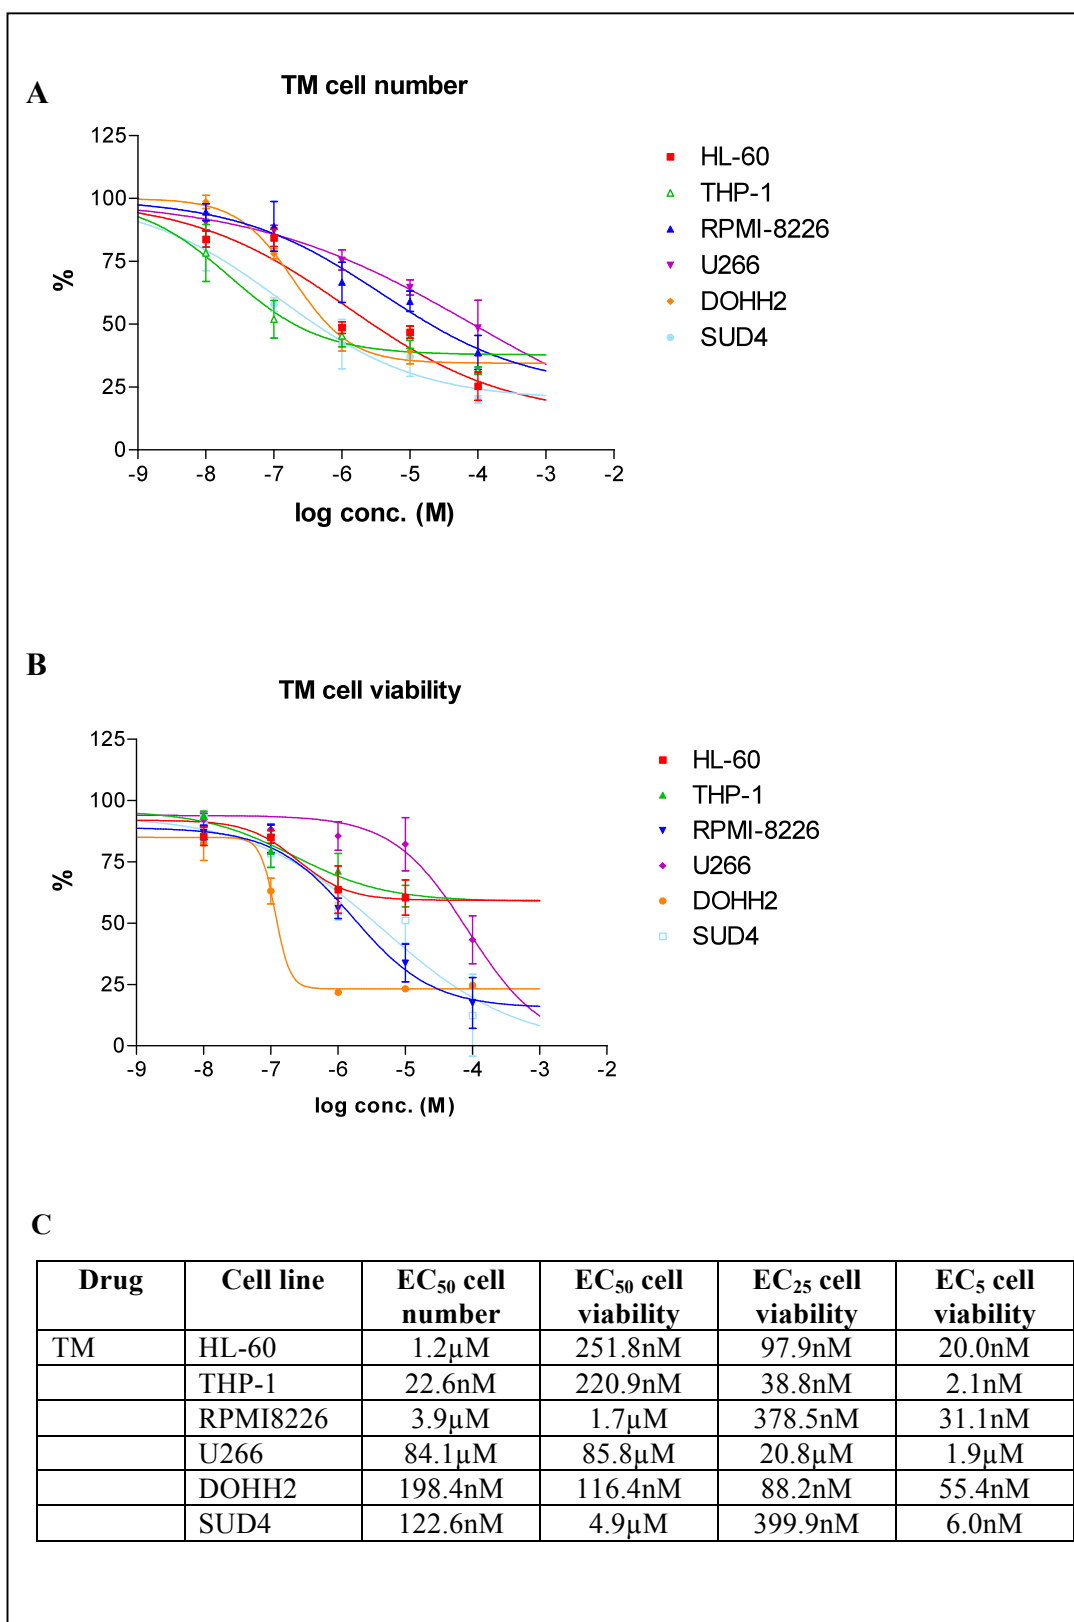 A
TM cell number
125
100
75
50
25
0
%
-9 -8 -7 -6 -5 -4 -3 -2
log conc. (M)
HL-60
THP-1
RPMI-8226
U266
DOHH2
SUD4
B
TM cell viability
125
100
75
50
25
0
%
-9 -8 -7 -6 -5 -4 -3 -2
log conc. (M)
HL-60
THP-1
RPMI-8226
U266
DOHH2
SUD4
C
Drug Cell line EC50 cell number EC50 cell viability EC25 cell viability EC5 cell viability
TM HL-60 1.2µM 251.8nM 97.9nM 20.0nM
THP-1 22.6nM 220.9nM 38.8nM 2.1nM
RPMI8226 3.9µM 1.7µM 378.5nM 31.1nM
U266 84.1µM 85.8µM 20.8µM 1.9µM
DOHH2 198.4nM 116.4nM 88.2nM 55.4nM
SUD4 122.6nM 4.9µM 399.9nM 6.0nM